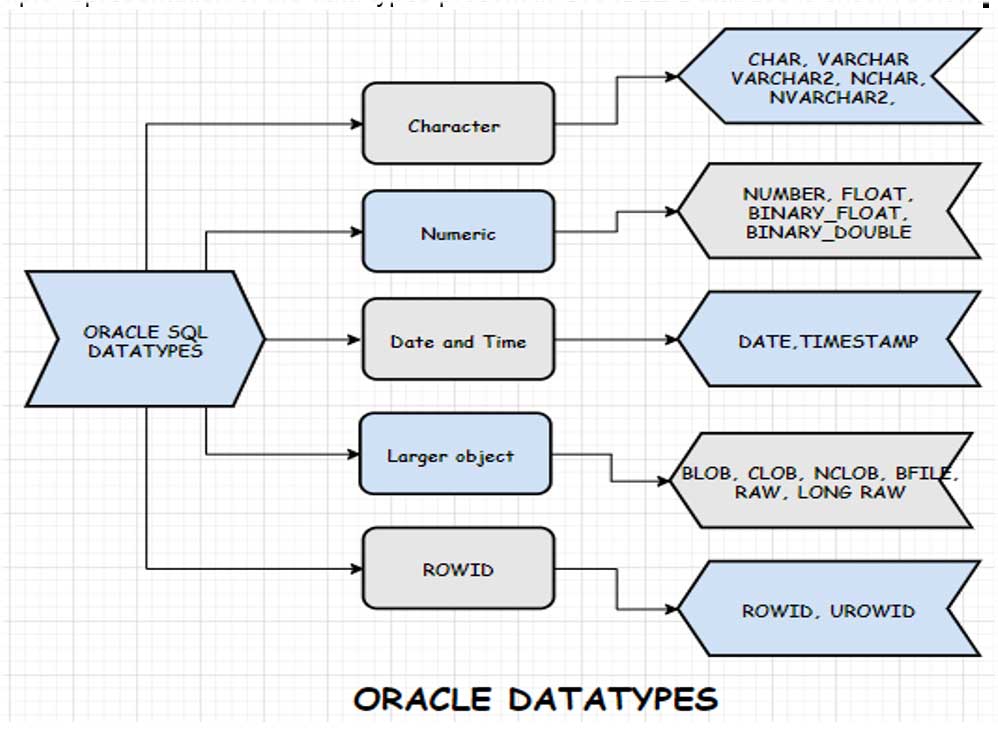 CHAR, VARCHAR
VARCHAR2, NCHAR,
NVARCHAR2,
Character
NUMBER, FLOAT,
BINARY_FLOAT,
BINARY_DOUBLE
Numeric
ORACLE SQL
DATATYPES
Date and Time
DATE,TIMESTAMP
Larger object
BLOB, CLOB, NCLOB, BFILE,
RAW, LONG RAW
ROWID
ROWID, UROWID
ORACLE DATATYPES